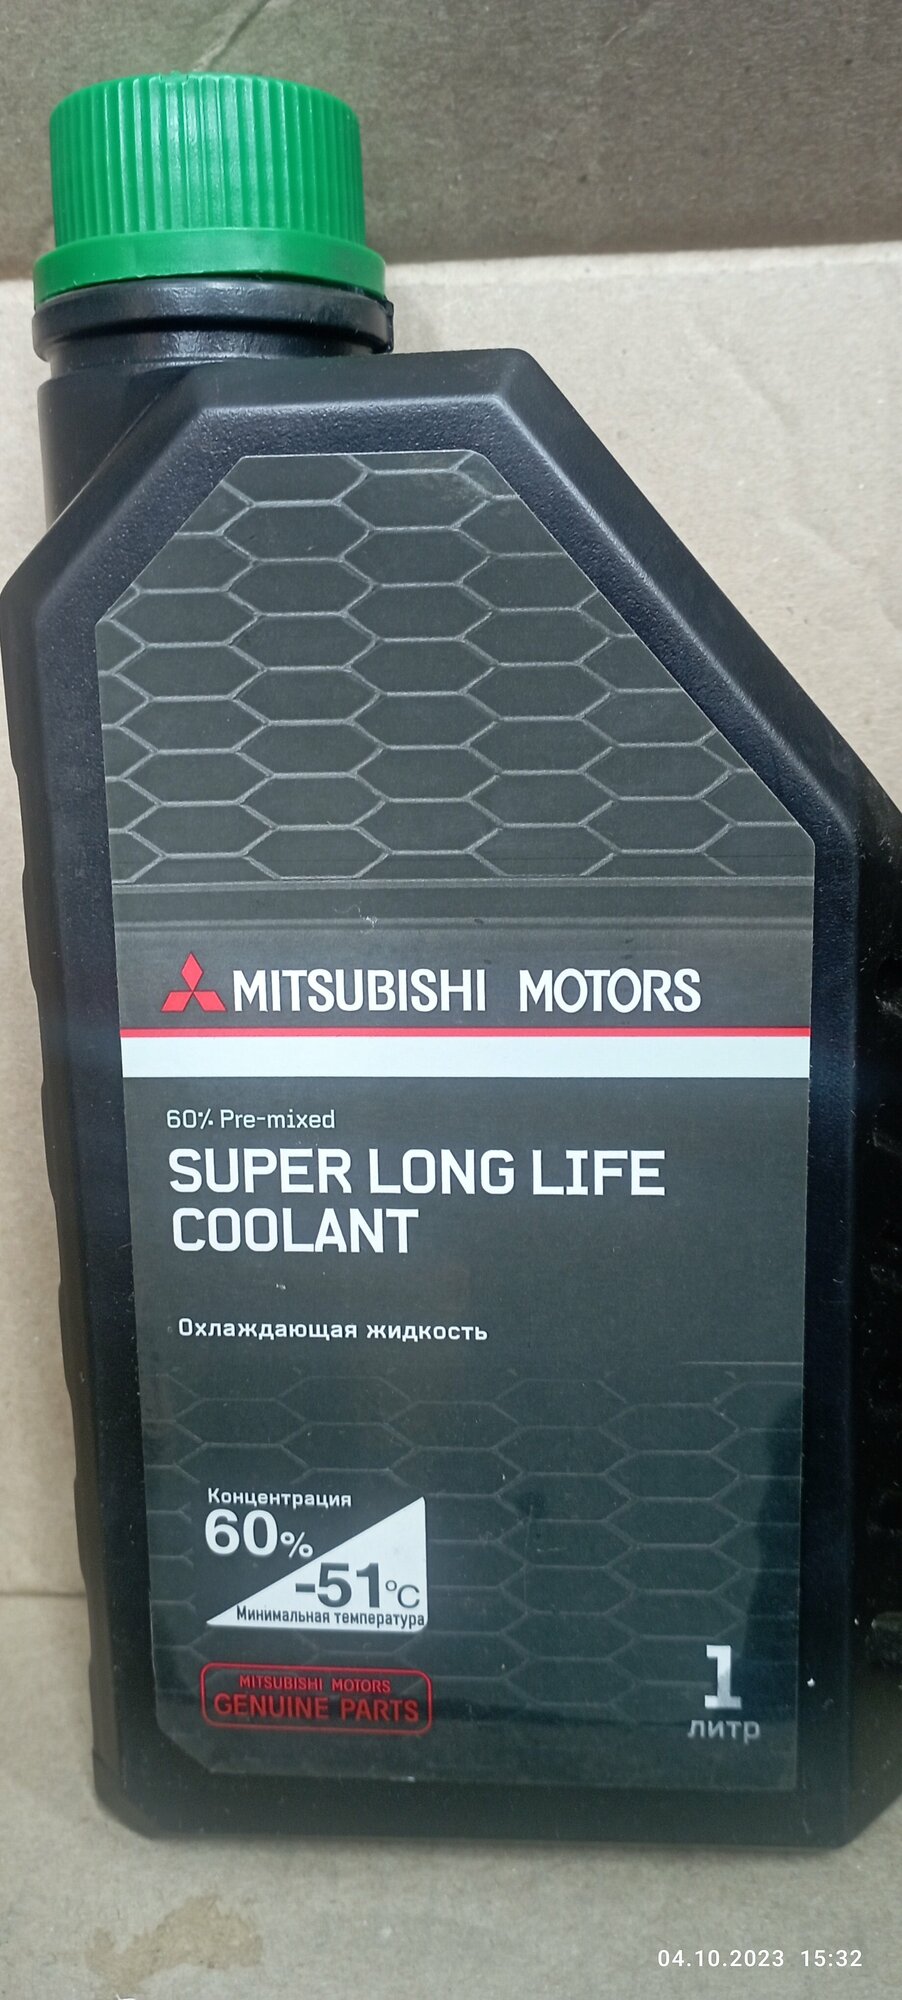 MITSUBISHI MOTORS
60% Pre-mixed
SUPER LONG LIFE
COOLANT
Охлаждающая жидкость
Концентрация
60%
-51°C
Минимальная температура
MITSUBISHI MOTORS
GENUINE PARTS
1
литр
04.10.2023 15:32